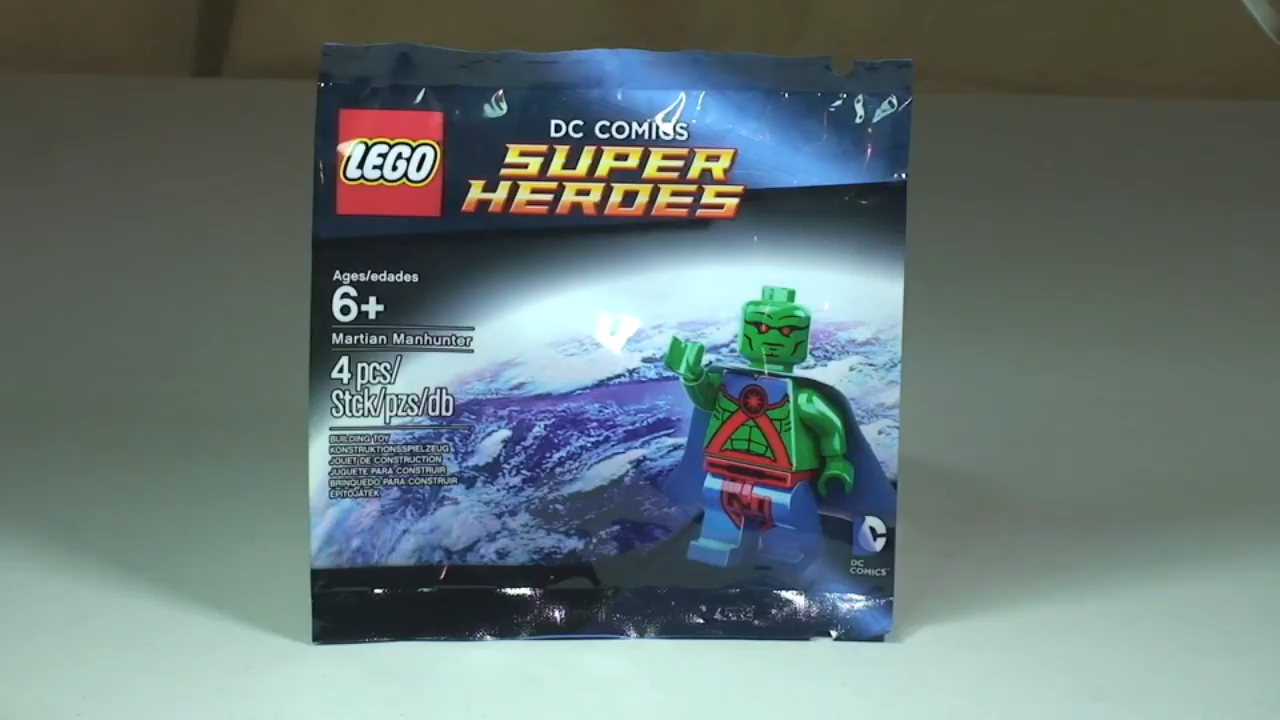 LEGO
DC COMICS
SUPER
HEROES
Ages/edades
6+
Martian Manhunter
4 pcs/
Stck/pzs/db
BUILDING TOY
KONSTRUKTIONSSPIELZEUG
JOUET DE CONSTRUCTION
JUGUETE PARA CONSTRUIR
BRINQUEDO PARA CONSTRUIR
ÉPÍTŐJÁTÉK
DC
COMICS™